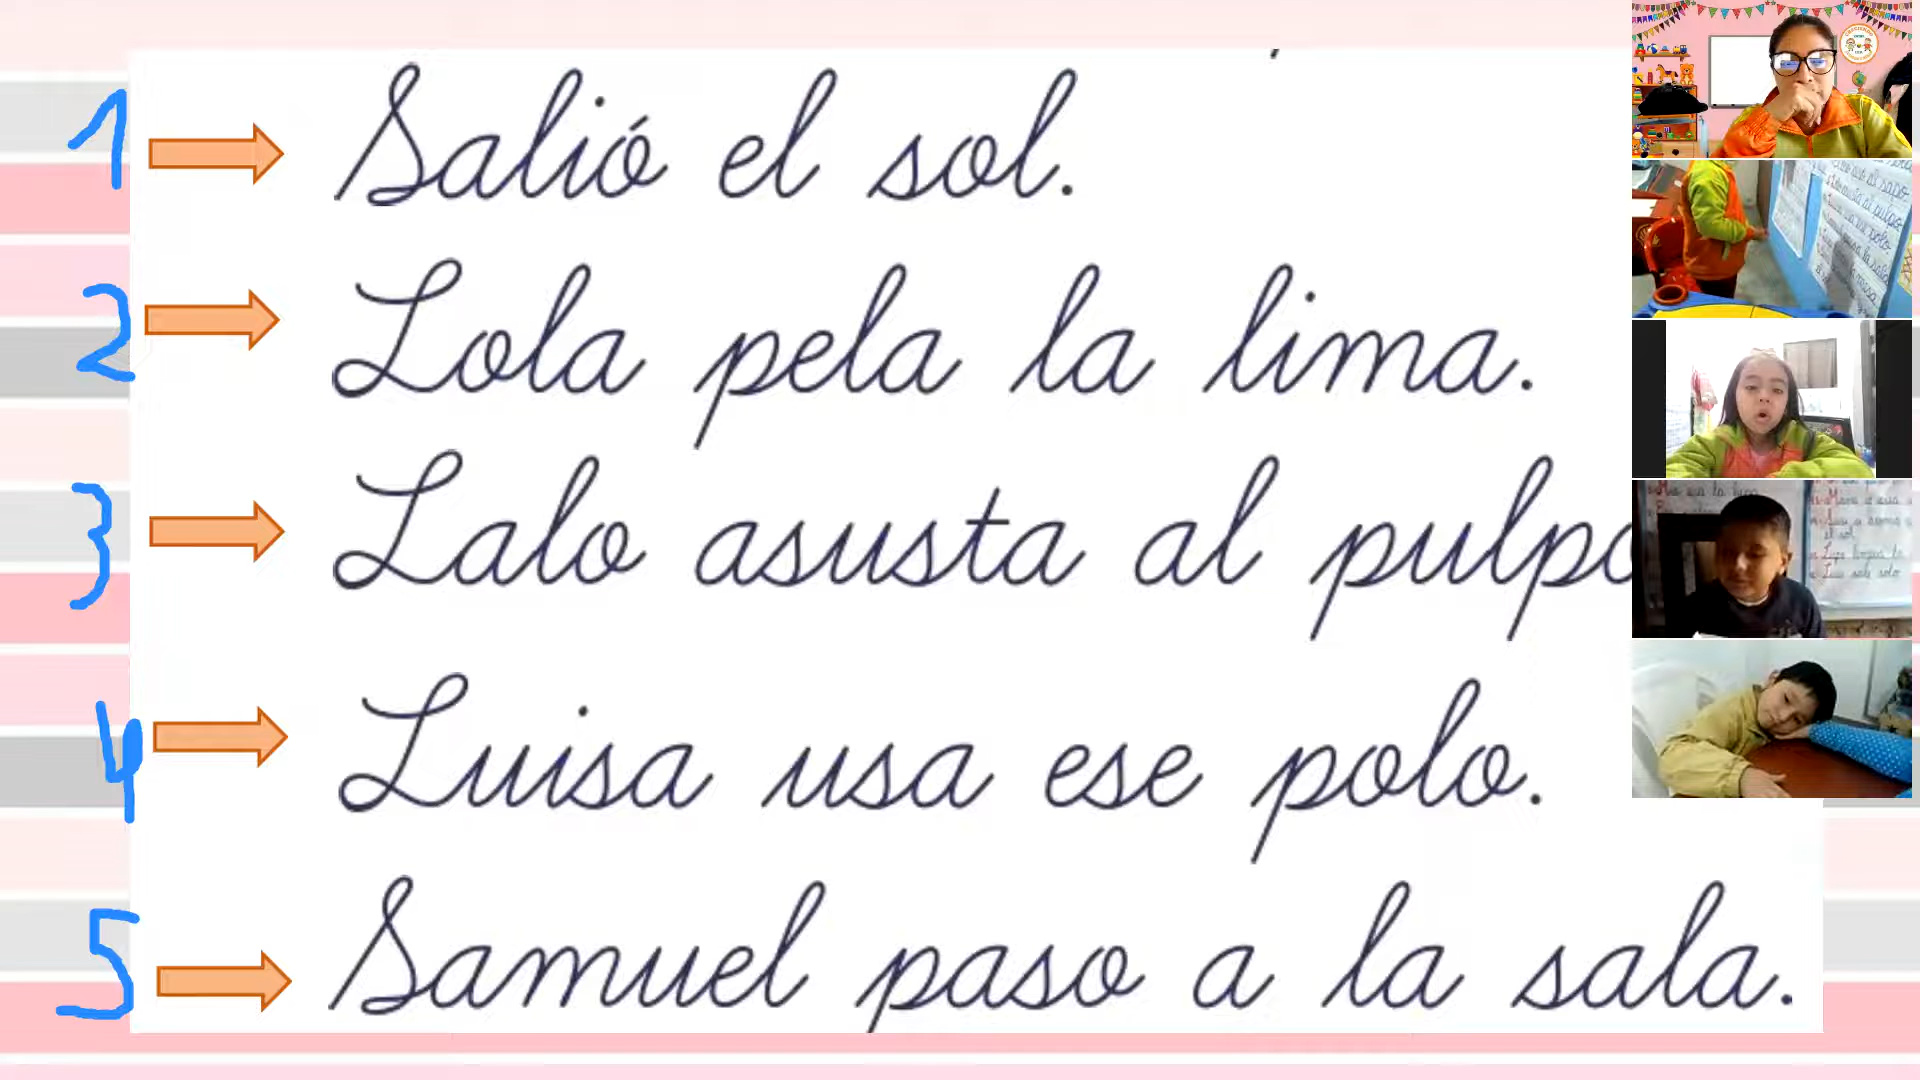 1 Salió el sol.
2 Lola pela la lima.
3 Lalo asusta al pulpo
4 Luisa usa ese polo.
5 Samuel paso a la sala.